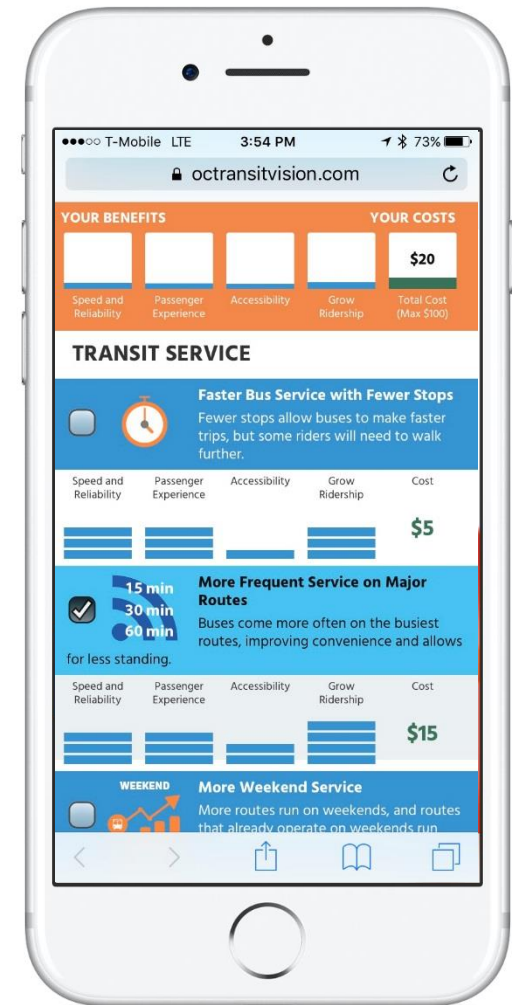 T-Mobile LTE 3:54 PM 73%
octransitvision.com
YOUR BENEFITS YOUR COSTS
$20
Speed and Passenger Accessibility Grow Total Cost
Reliability Experience Ridership (Max $100)
TRANSIT SERVICE
Faster Bus Service with Fewer Stops
Fewer stops allow buses to make faster
trips, but some riders will need to walk
further.
Speed and Passenger Accessibility Grow Cost
Reliability Experience Ridership
$5
15 min
30 min
60 min
More Frequent Service on Major
Routes
Buses come more often on the busiest
routes, improving convenience and allows
for less standing.
Speed and Passenger Accessibility Grow Cost
Reliability Experience Ridership
$15
WEEKEND
More Weekend Service
More routes run on weekends, and routes
that already operate on weekends run